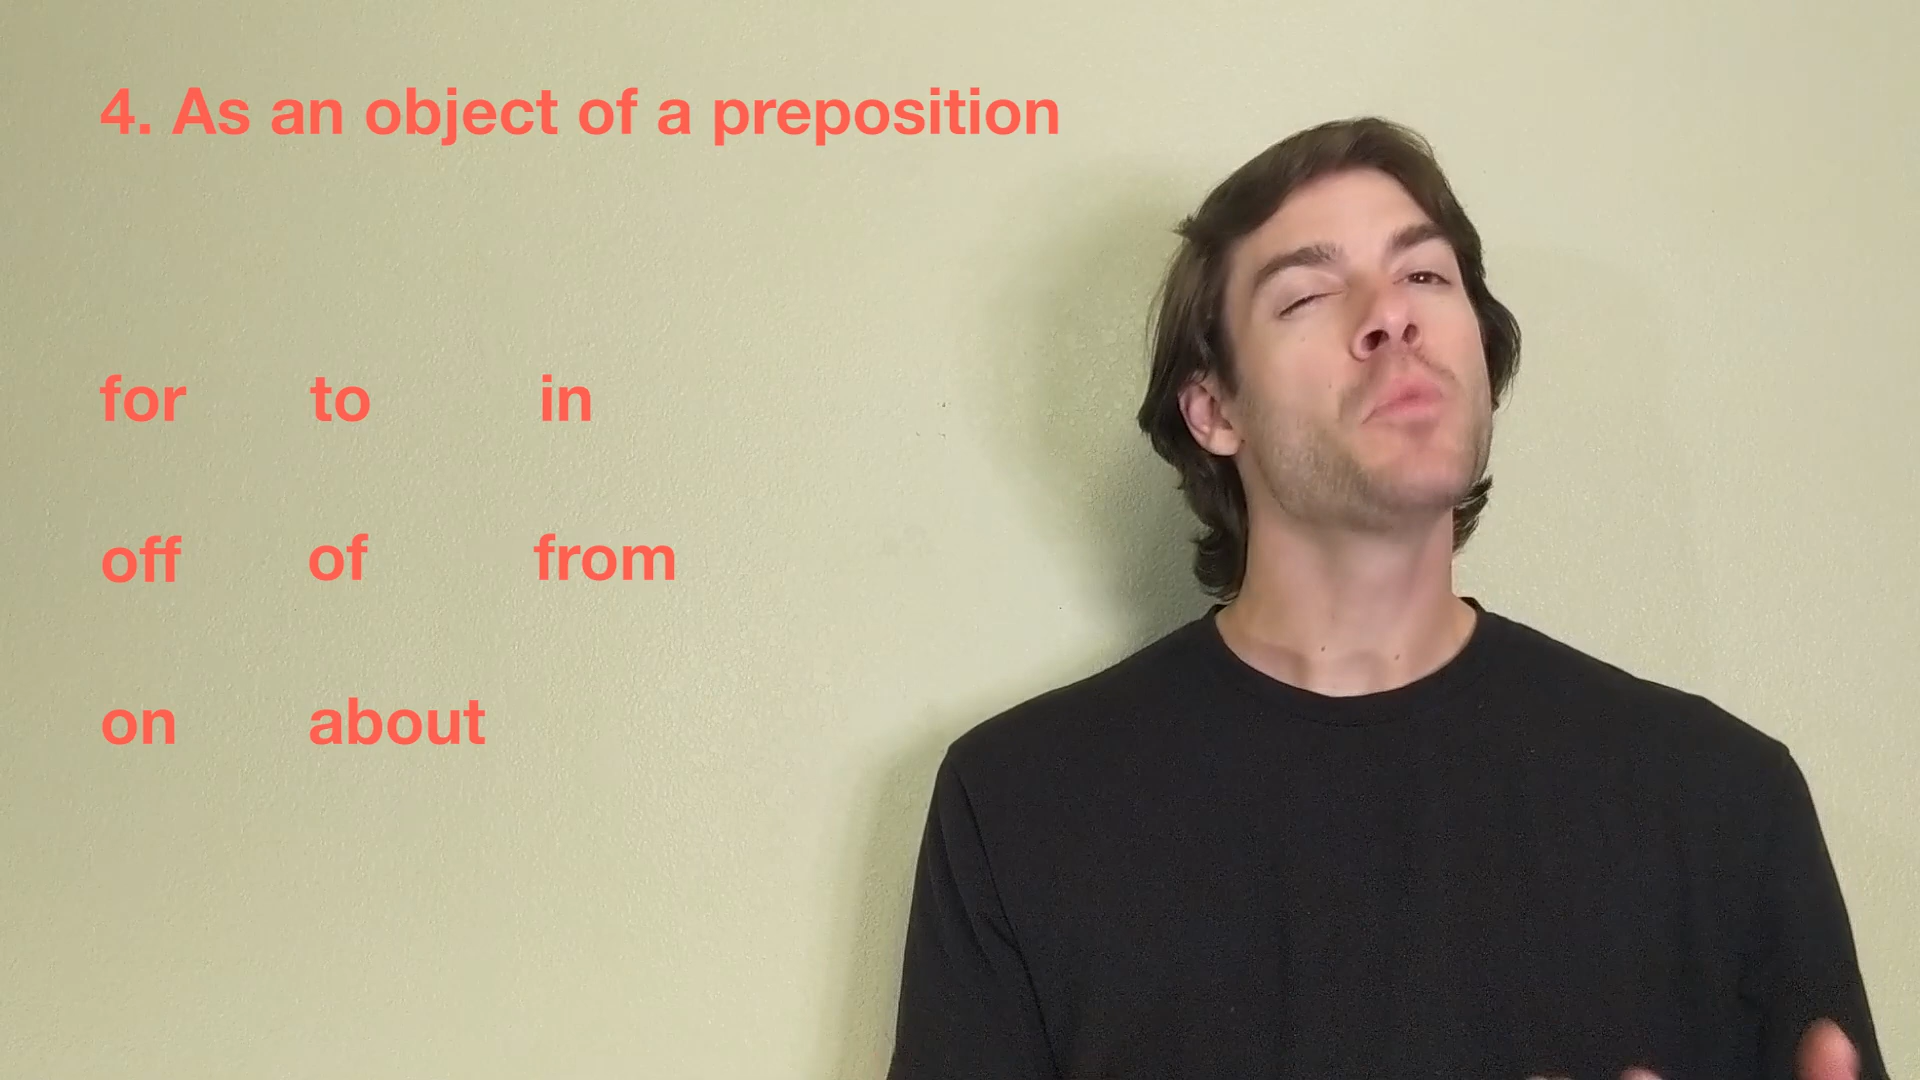 4. As an object of a preposition
for to in
off of from
on about